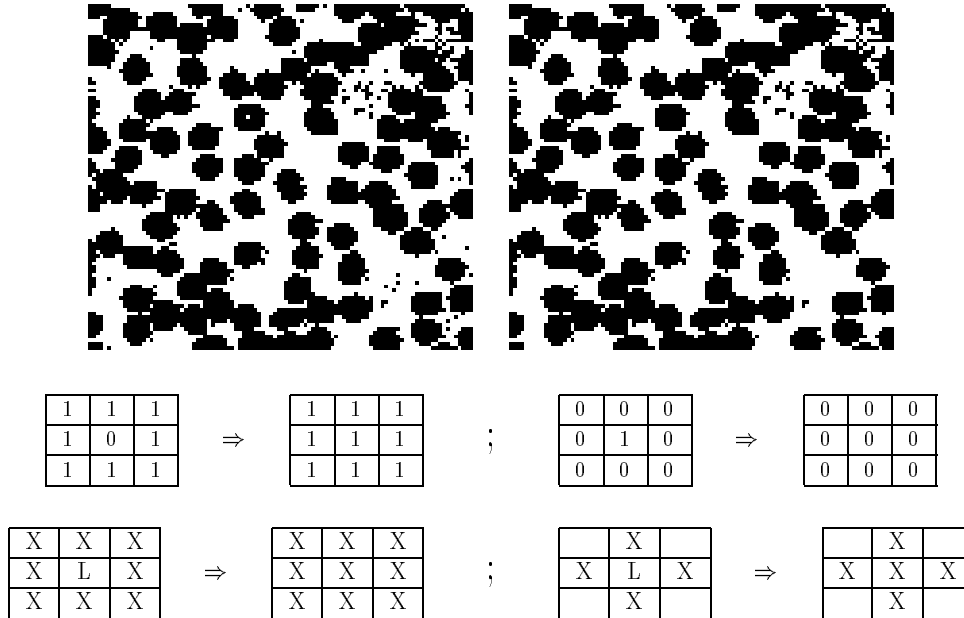 1 1 1 1 1 1 0 0 0 0 0 0
1 0 1 ⇒ 1 1 1 ; 0 1 0 ⇒ 0 0 0
1 1 1 1 1 1 0 0 0 0 0 0
X X X X X X X X
X L X ⇒ X X X ; X L X ⇒ X X X
X X X X X X X X